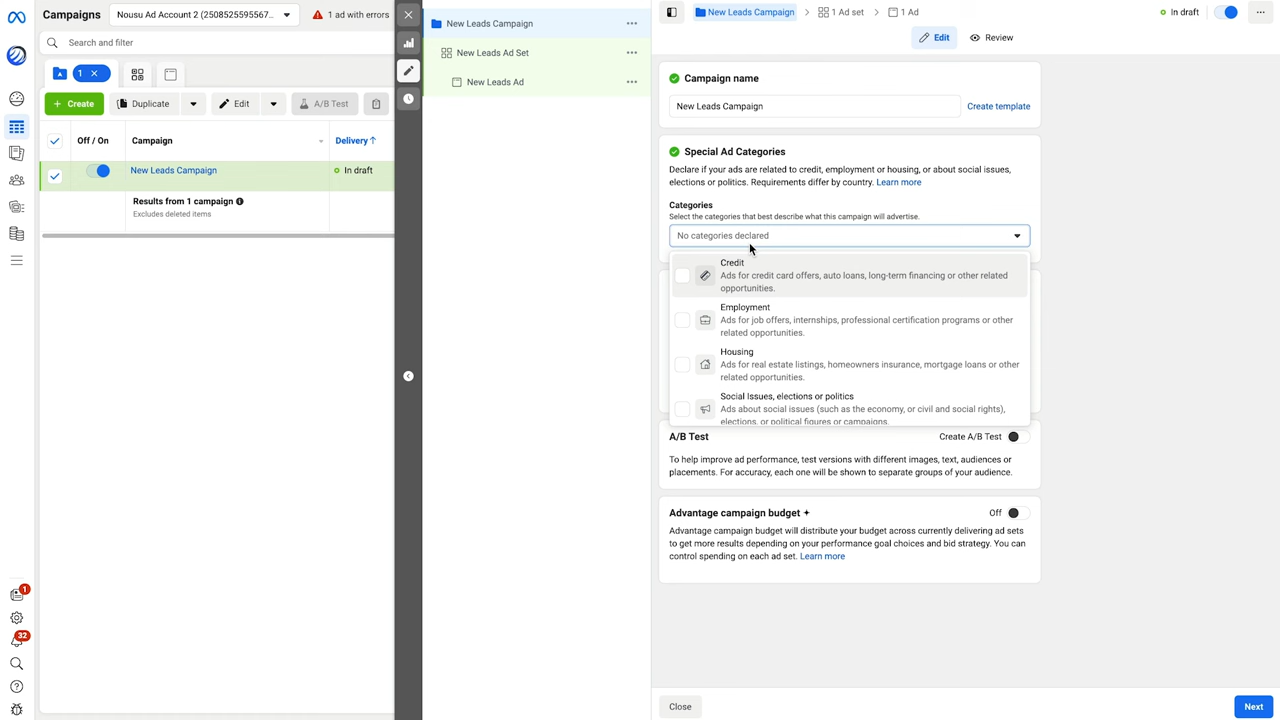 Campaigns
Nousu Ad Account 2 (2508525595567...
1 ad with errors
Search and filter
1
Create
Duplicate
Edit
A/B Test
Off / On
Campaign
Delivery
New Leads Campaign
In draft
Results from 1 campaign
Excludes deleted items
1
32
New Leads Campaign
New Leads Ad Set
New Leads Ad
New Leads Campaign
1 Ad set
1 Ad
In draft
Edit
Review
Campaign name
New Leads Campaign
Create template
Special Ad Categories
Declare if your ads are related to credit, employment or housing, or about social issues,
elections or politics. Requirements differ by country. Learn more
Categories
Select the categories that best describe what this campaign will advertise.
No categories declared
Credit
Ads for credit card offers, auto loans, long-term financing or other related
opportunities.
Employment
Ads for job offers, internships, professional certification programs or other
related opportunities.
Housing
Ads for real estate listings, homeowners insurance, mortgage loans or other
related opportunities.
Social Issues, elections or politics
Ads about social issues (such as the economy, or civil and social rights),
elections, or political figures or campaigns.
A/B Test
Create A/B Test
To help improve ad performance, test versions with different images, text, audiences or
placements. For accuracy, each one will be shown to separate groups of your audience.
Advantage campaign budget
Off
Advantage campaign budget will distribute your budget across currently delivering ad sets
to get more results depending on your performance goal choices and bid strategy. You can
control spending on each ad set. Learn more
Close
Next